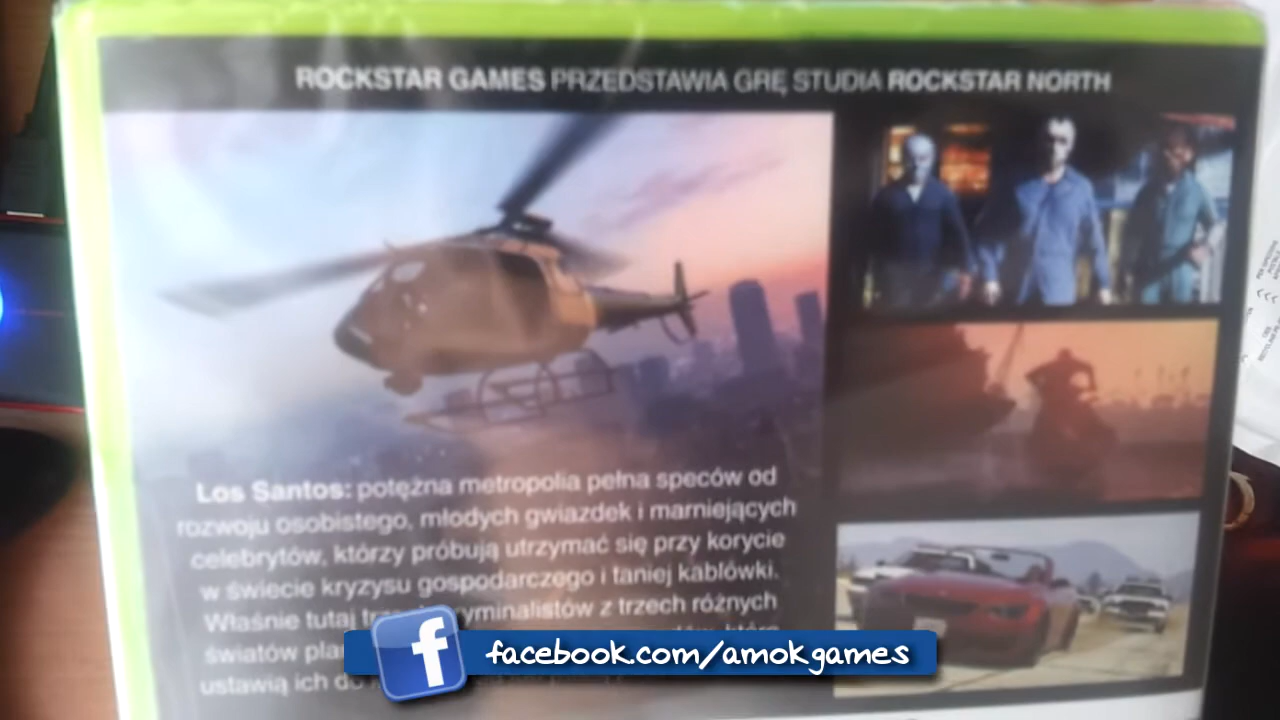 ROCKSTAR GAMES PRZEDSTAWIA GRĘ STUDIA ROCKSTAR NORTH
Los Santos: potężna metropolia pełna speców od
rozwoju osobistego, młodych gwiazdek i marniejących
celebrytów, którzy próbują utrzymać się przy korycie
w świecie kryzysu gospodarczego i taniej kablówki.
Właśnie tutaj z trzech różnych
światów
ustawią ich do
facebook.com/amokgames